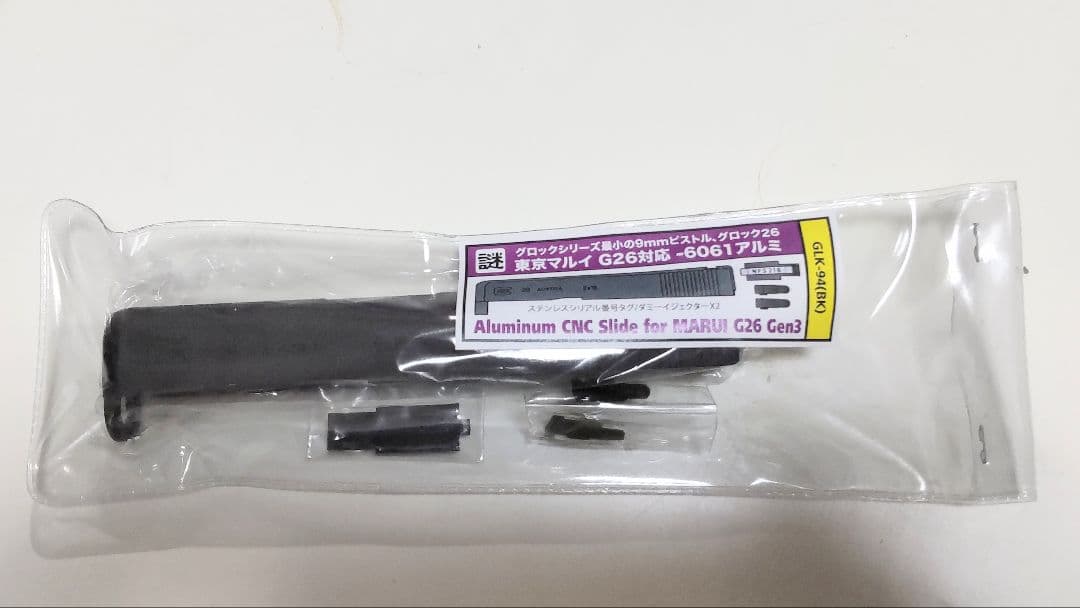 謎
グロックシリーズ最小の9mmピストル、グロック26
東京マルイ G26対応 -6061アルミ
ステンレスシリアル番号タグ/ダミーイジェクターX2
Aluminum CNC Slide for MARUI G26 Gen3
GLK-94(BK)